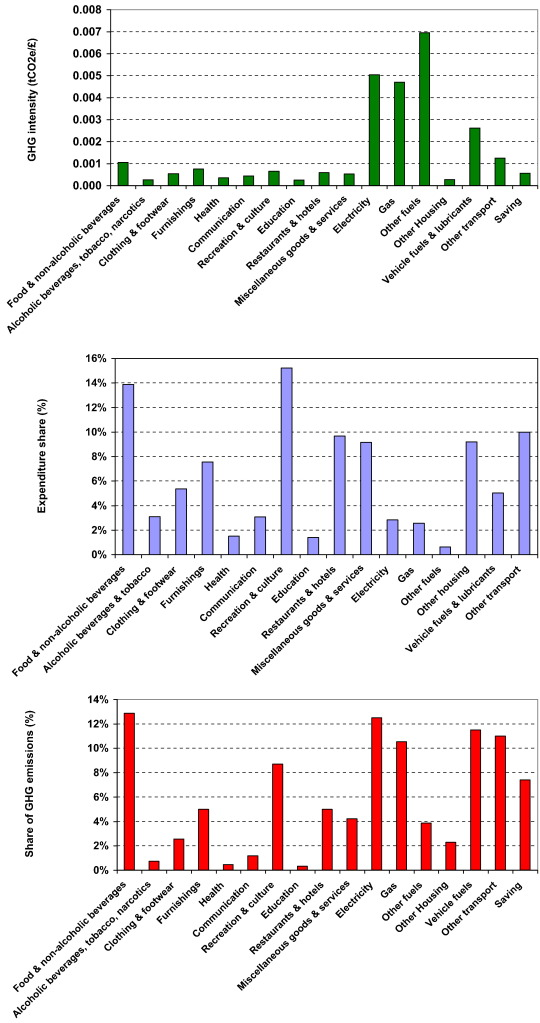 GHG intensity (tCO2e/£)
0.008
0.007
0.006
0.005
0.004
0.003
0.002
0.001
0.000
Food & non-alcoholic beverages
Alcoholic beverages, tobacco, narcotics
Clothing & footwear
Furnishings
Health
Communication
Recreation & culture
Education
Restaurants & hotels
Miscellaneous goods & services
Electricity
Gas
Other fuels
Other Housing
Vehicle fuels & lubricants
Other transport
Saving
Expenditure share (%)
16%
14%
12%
10%
8%
6%
4%
2%
0%
Food & non-alcoholic beverages
Alcoholic beverages & tobacco
Clothing & footwear
Furnishings
Health
Communication
Recreation & culture
Education
Restaurants & hotels
Miscellaneous goods & services
Electricity
Gas
Other fuels
Other housing
Vehicle fuels & lubricants
Other transport
Share of GHG emissions (%)
14%
12%
10%
8%
6%
4%
2%
0%
Food & non-alcoholic beverages
Alcoholic beverages, tobacco, narcotics
Clothing & footwear
Furnishings
Health
Communication
Recreation & culture
Education
Restaurants & hotels
Miscellaneous goods & services
Electricity
Gas
Other fuels
Other Housing
Vehicle fuels
Other transport
Saving